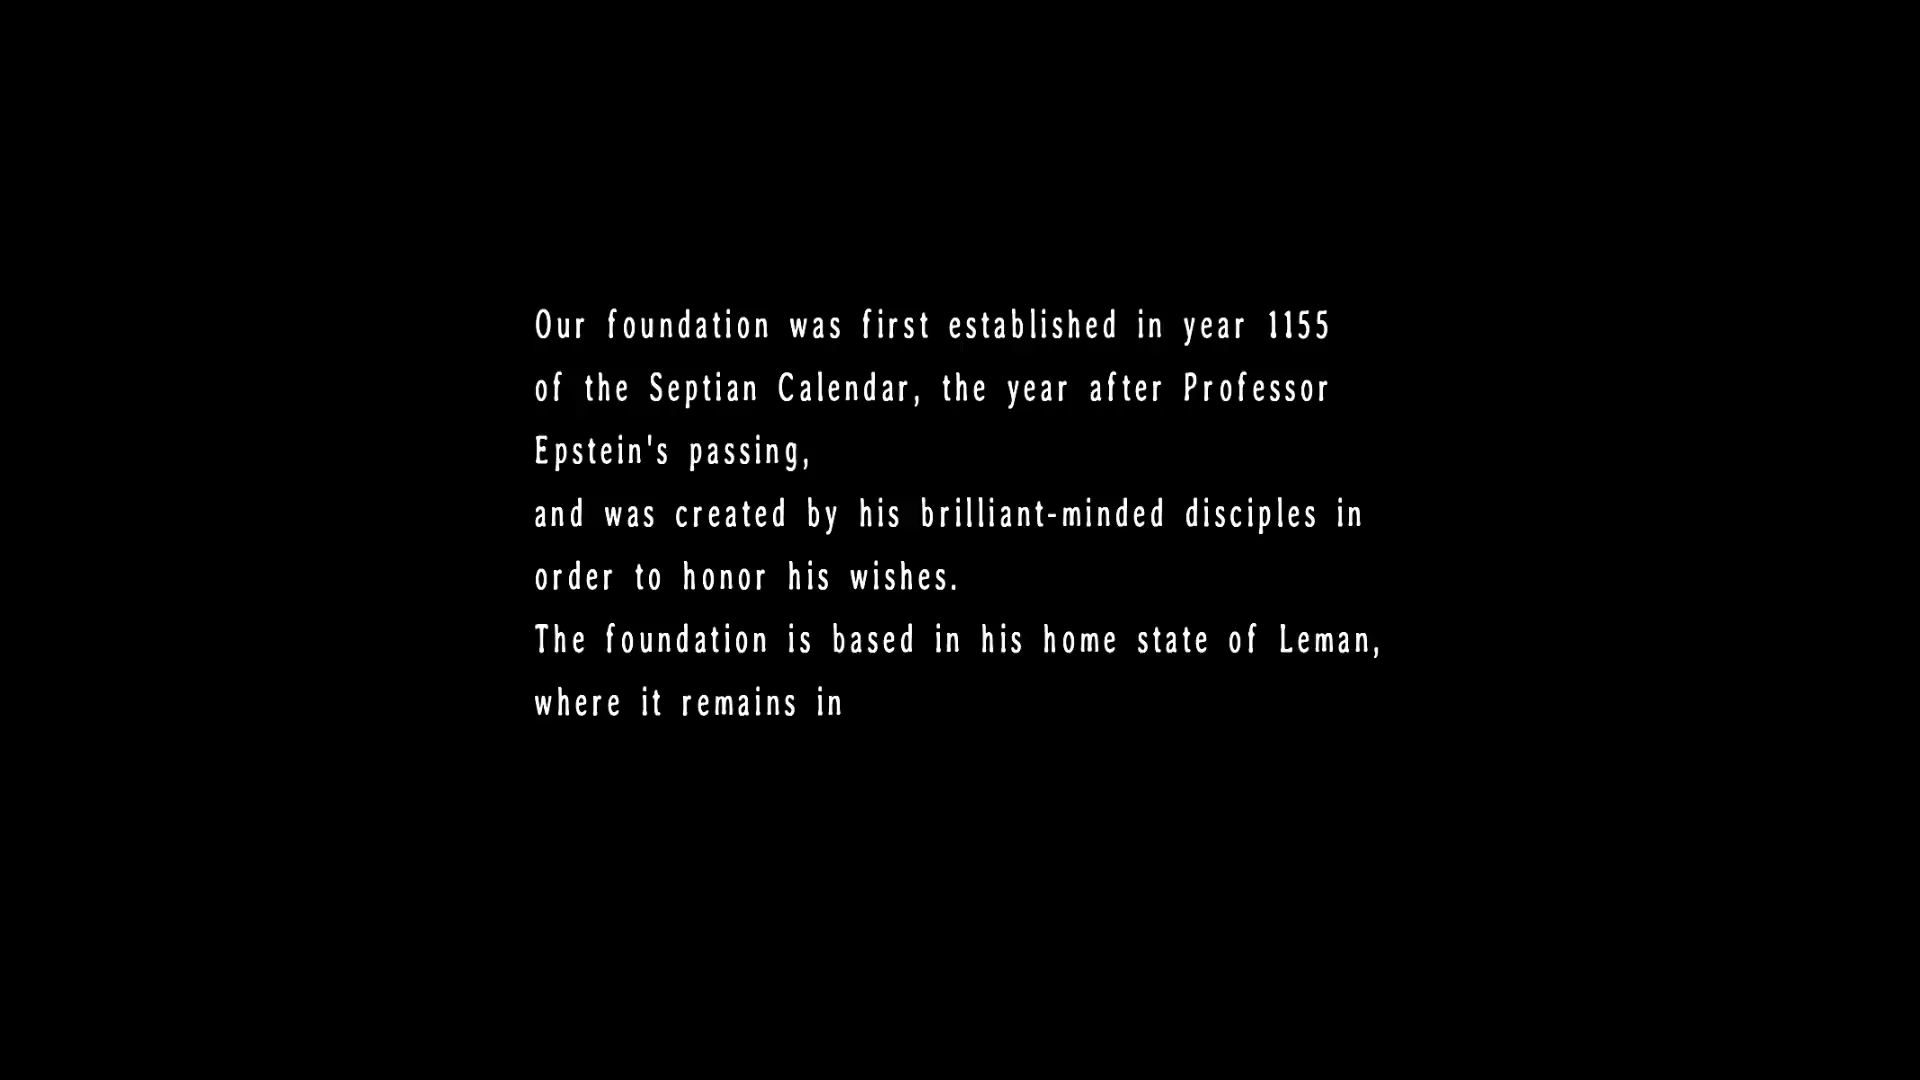 Our foundation was first established in year 1155
of the Septian Calendar, the year after Professor
Epstein's passing,
and was created by his brilliant-minded disciples in
order to honor his wishes.
The foundation is based in his home state of Leman,
where it remains in